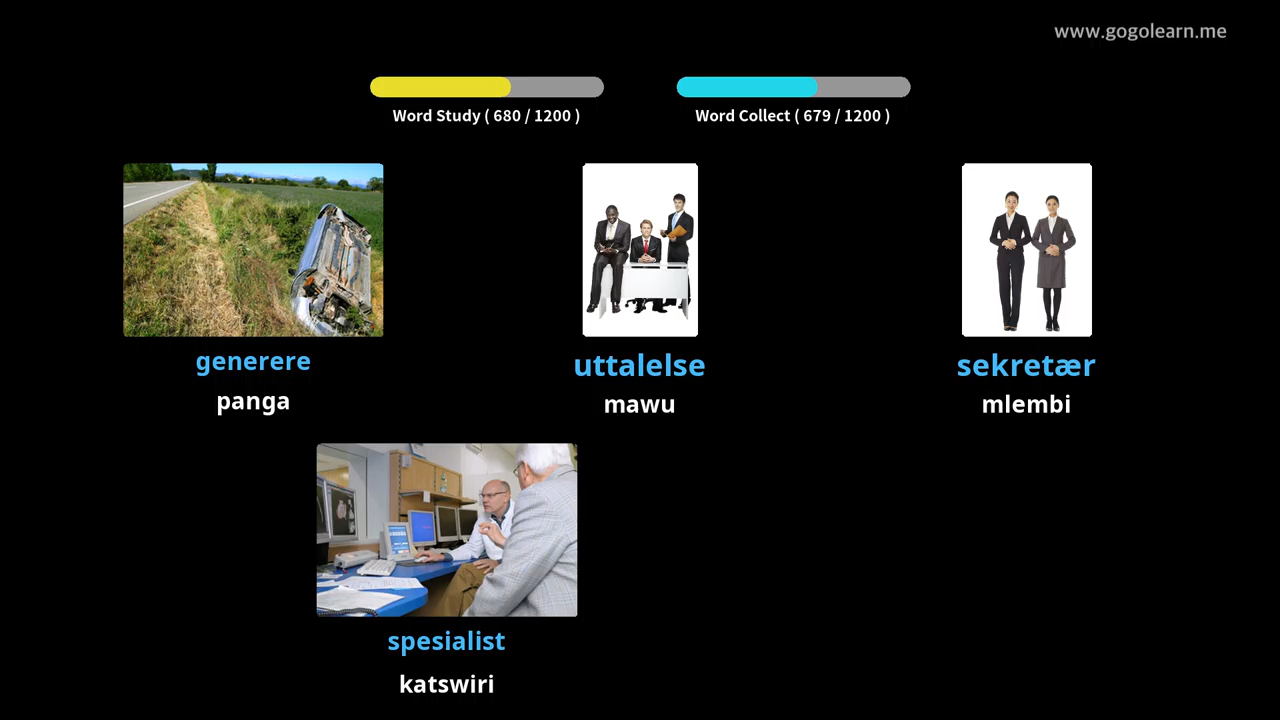 www.gogolearn.me
Word Study ( 680 / 1200 )
Word Collect ( 679 / 1200 )
generere
panga
uttalelse
mawu
sekretær
mlembi
spesialist
katswiri